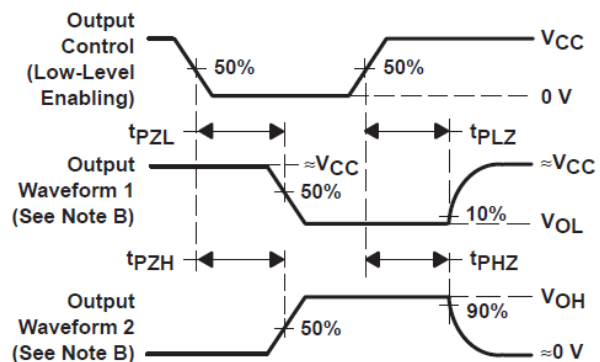 Output
Control
(Low-Level
Enabling)
50%
50%
VCC
0 V
tPZL
tPLZ
Output
Waveform 1
(See Note B)
≈VCC
50%
10%
≈VCC
VOL
tPZH
tPHZ
Output
Waveform 2
(See Note B)
50%
90%
VOH
≈0 V